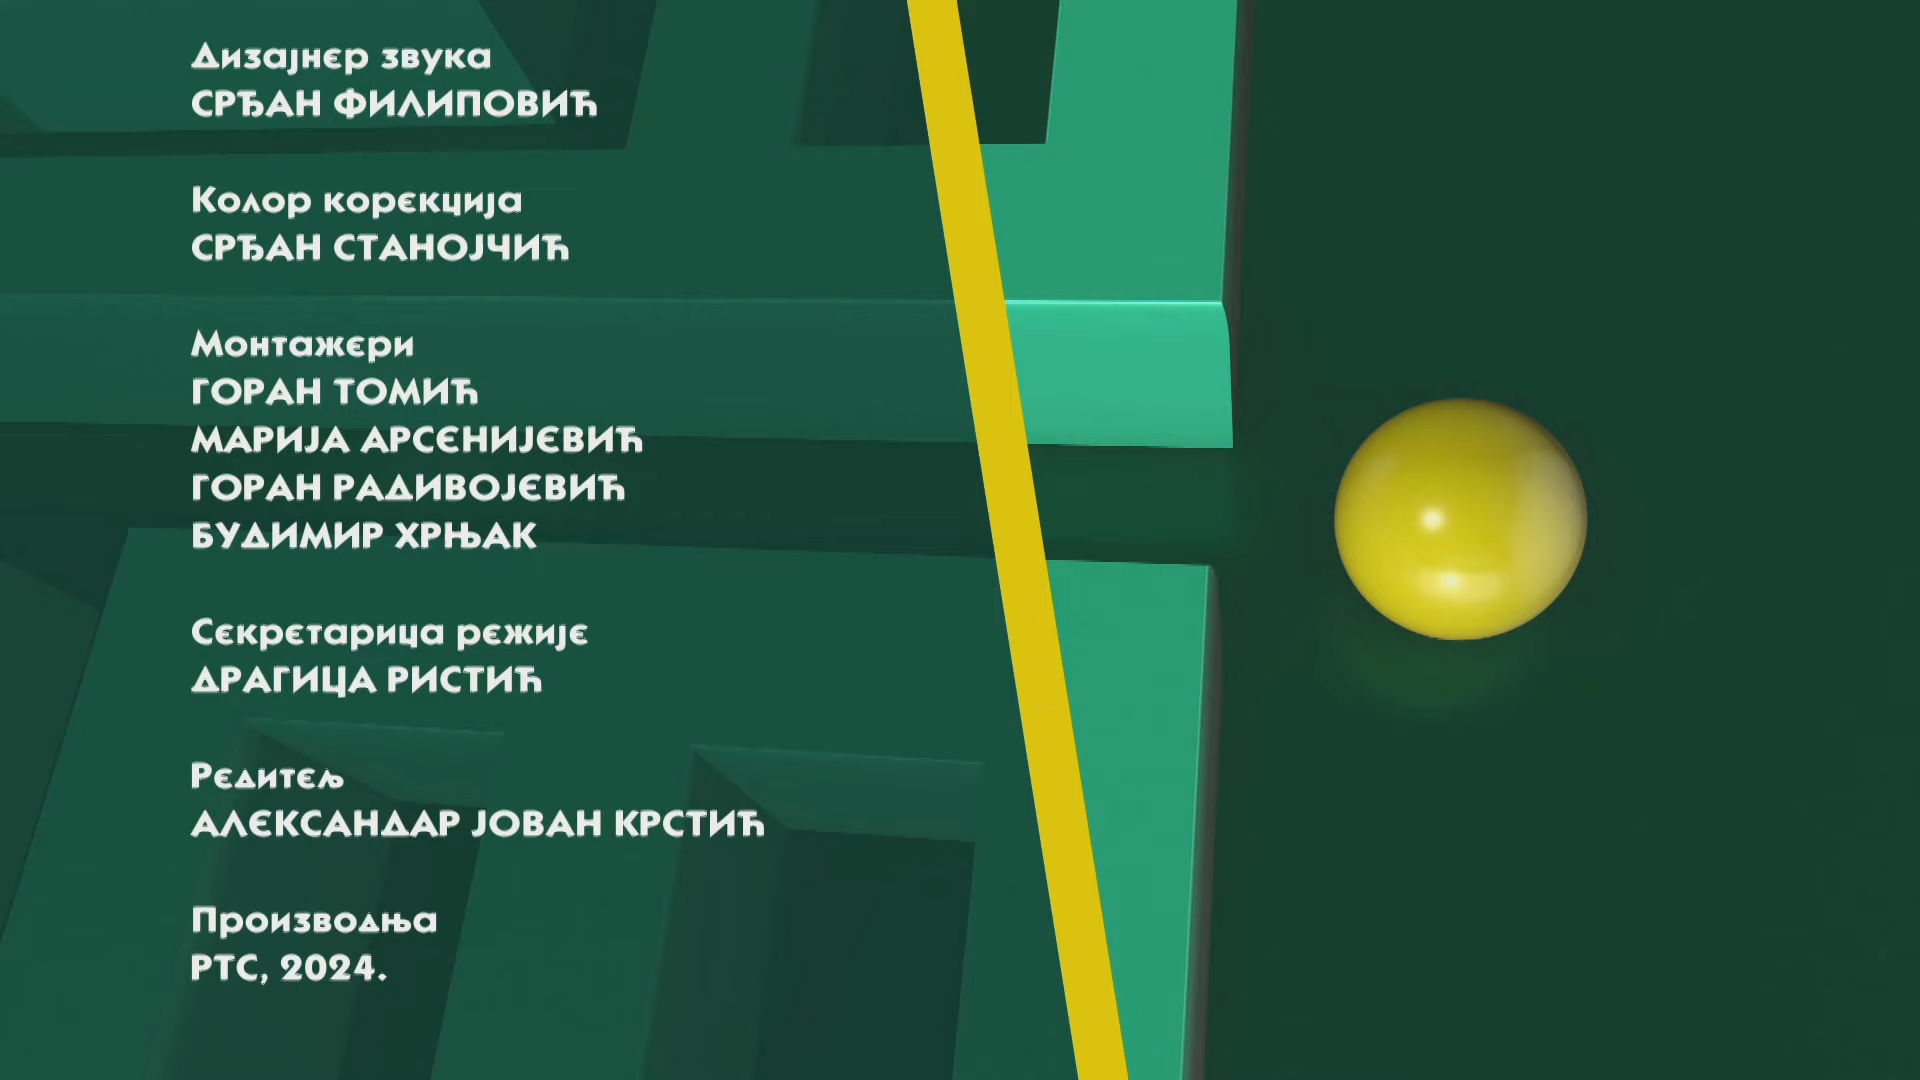 Дизајнер звука
СРЂАН ФИЛИПОВИЋ
Колор корекција
СРЂАН СТАНОЈЧИЋ
Монтажери
ГОРАН ТОМИЋ
МАРИЈА АРСЕНИЈЕВИЋ
ГОРАН РАДИВОЈЕВИЋ
БУДИМИР ХРЊАК
Секретарица режије
ДРАГИЦА РИСТИЋ
Редитељ
АЛЕКСАНДАР ЈОВАН КРСТИЋ
Производња
РТС, 2024.